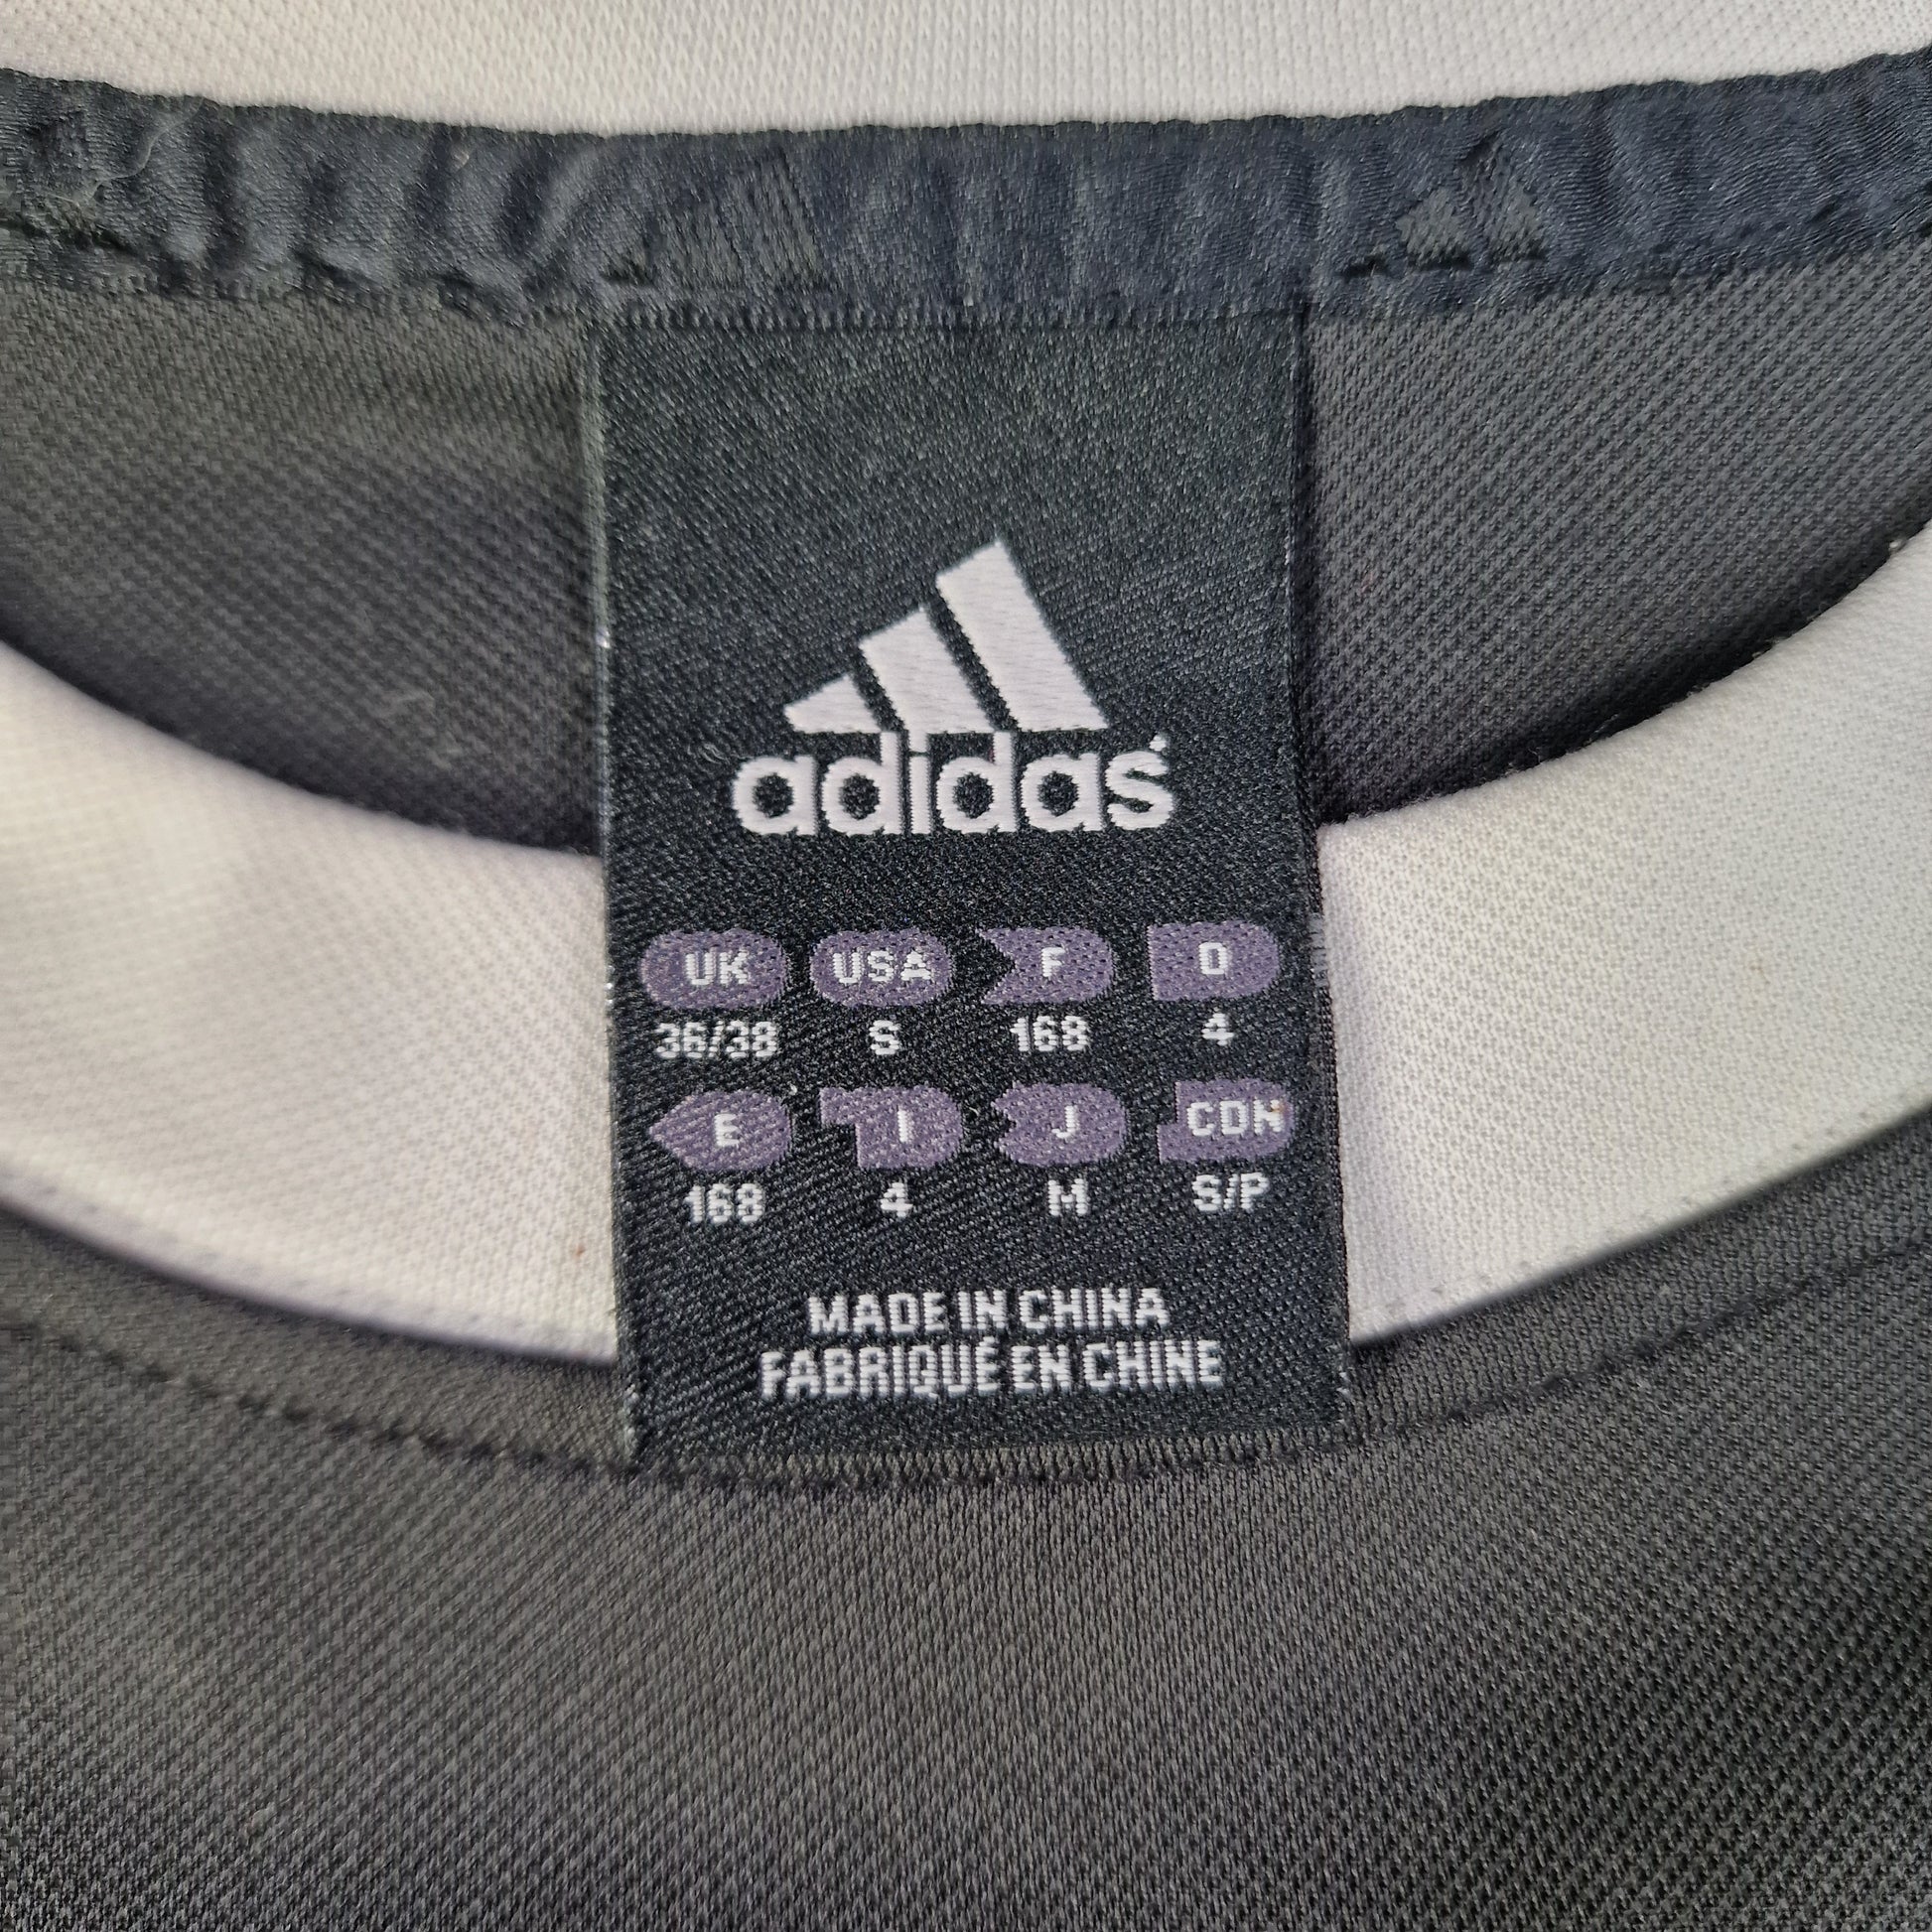 adidas
UK USA F D
36/38 S 168 4
E I J CDN
168 4 M S/P
MADE IN CHINA
FABRIQUÉ EN CHINE